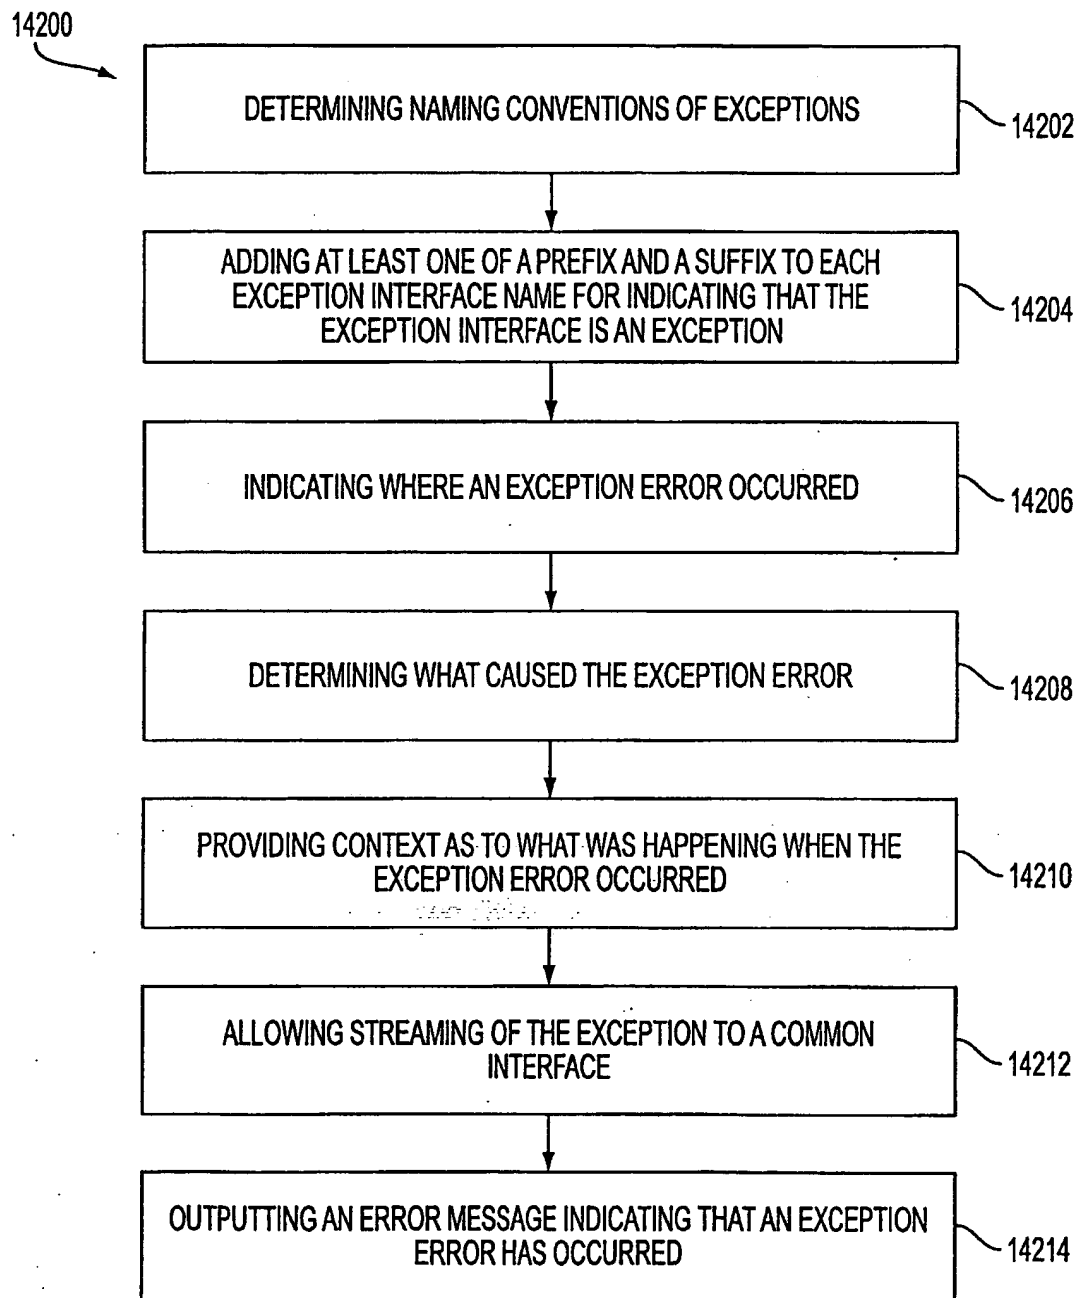 14200
DETERMINING NAMING CONVENTIONS OF EXCEPTIONS
14202
ADDING AT LEAST ONE OF A PREFIX AND A SUFFIX TO EACH
EXCEPTION INTERFACE NAME FOR INDICATING THAT THE
EXCEPTION INTERFACE IS AN EXCEPTION
14204
INDICATING WHERE AN EXCEPTION ERROR OCCURRED
14206
DETERMINING WHAT CAUSED THE EXCEPTION ERROR
14208
PROVIDING CONTEXT AS TO WHAT WAS HAPPENING WHEN THE
EXCEPTION ERROR OCCURRED
14210
ALLOWING STREAMING OF THE EXCEPTION TO A COMMON
INTERFACE
14212
OUTPUTTING AN ERROR MESSAGE INDICATING THAT AN EXCEPTION
ERROR HAS OCCURRED
14214